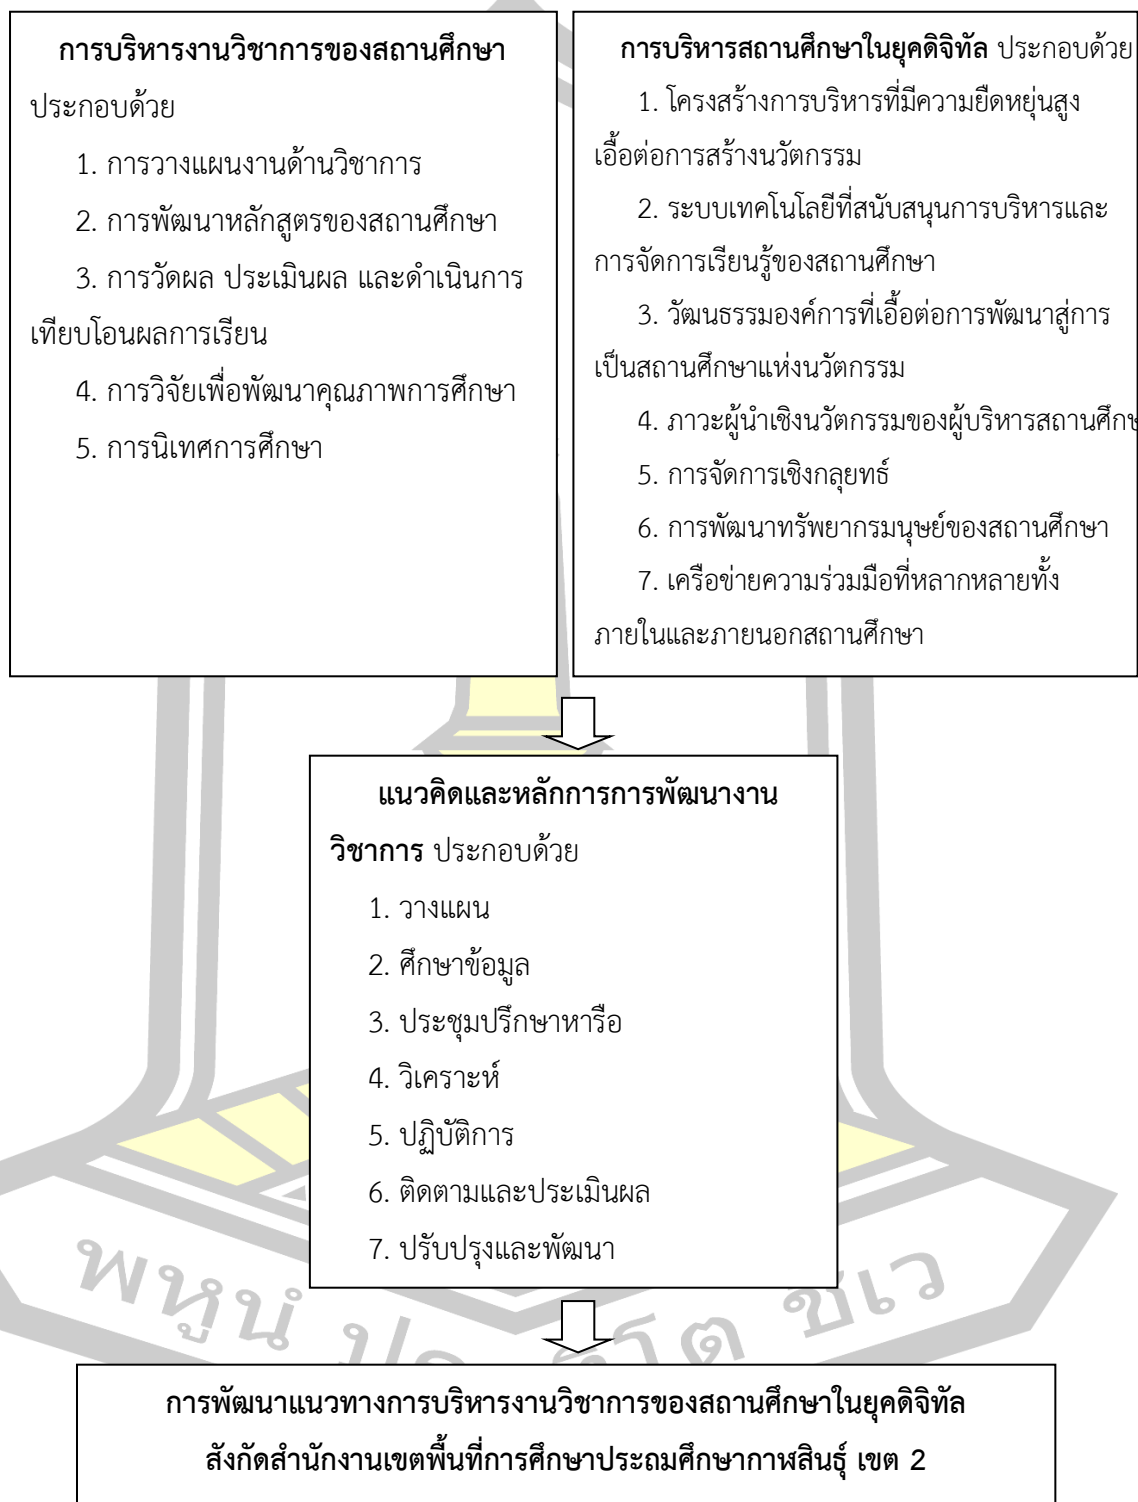 การบริหารงานวิชาการของสถานศึกษา
ประกอบด้วย
1. การวางแผนงานด้านวิชาการ
2. การพัฒนาหลักสูตรของสถานศึกษา
3. การวัดผล ประเมินผล และดำเนินการ
เทียบโอนผลการเรียน
4. การวิจัยเพื่อพัฒนาคุณภาพการศึกษา
5. การนิเทศการศึกษา
การบริหารสถานศึกษาในยุคดิจิทัล ประกอบด้วย
1. โครงสร้างการบริหารที่มีความยืดหยุ่นสูง
เอื้อต่อการสร้างนวัตกรรม
2. ระบบเทคโนโลยีที่สนับสนุนการบริหารและ
การจัดการเรียนรู้ของสถานศึกษา
3. วัฒนธรรมองค์การที่เอื้อต่อการพัฒนาสู่การ
เป็นสถานศึกษาแห่งนวัตกรรม
4. ภาวะผู้นำเชิงนวัตกรรมของผู้บริหารสถานศึกษ
5. การจัดการเชิงกลุยทธ์
6. การพัฒนาทรัพยากรมนุษย์ของสถานศึกษา
7. เครือข่ายความร่วมมือที่หลากหลายทั้ง
ภายในและภายนอกสถานศึกษา
แนวคิดและหลักการการพัฒนางาน
วิชาการ ประกอบด้วย
1. วางแผน
2. ศึกษาข้อมูล
3. ประชุมปรึกษาหารือ
4. วิเคราะห์
5. ปฏิบัติการ
6. ติดตามและประเมินผล
7. ปรับปรุงและพัฒนา
พหูนํ ชีเว
การพัฒนาแนวทางการบริหารงานวิชาการของสถานศึกษาในยุคดิจิทัล
สังกัดสำนักงานเขตพื้นที่การศึกษาประถมศึกษากาฬสินธุ์ เขต 2